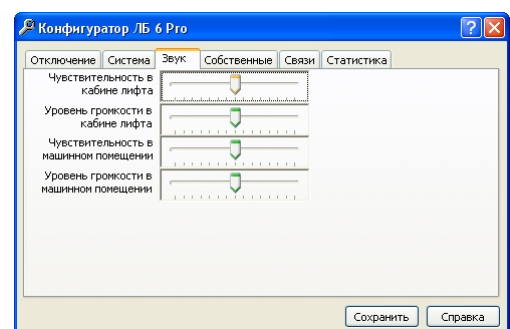 Конфигуратор ЛБ 6 Pro
Отключение Система Звук Собственные Связи Статистика
Чувствительность в
кабине лифта
Уровень громкости в
кабине лифта
Чувствительность в
машинном помещении
Уровень громкости в
машинном помещении
Сохранить Справка